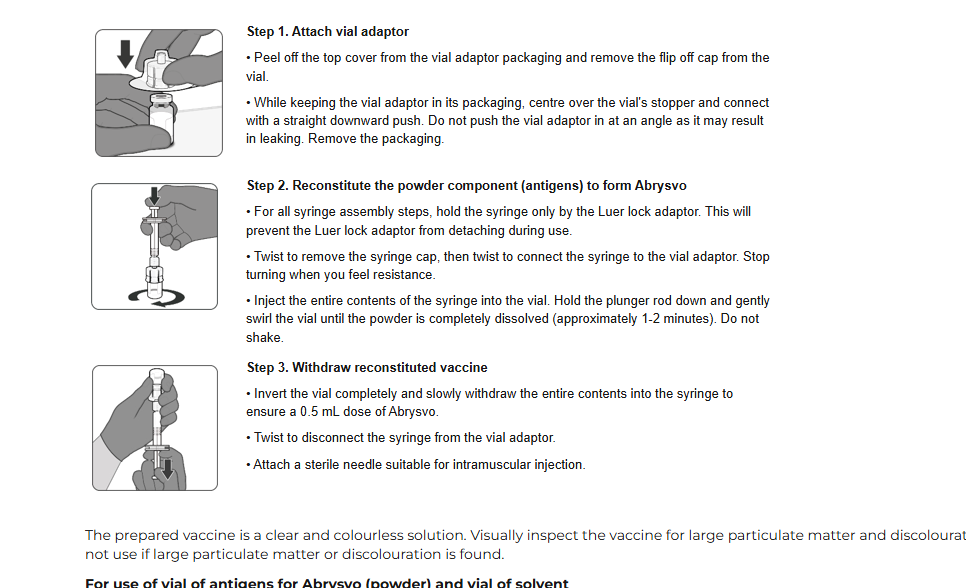 Step 1. Attach vial adaptor
• Peel off the top cover from the vial adaptor packaging and remove the flip off cap from the
vial.
• While keeping the vial adaptor in its packaging, centre over the vial's stopper and connect
with a straight downward push. Do not push the vial adaptor in at an angle as it may result
in leaking. Remove the packaging.
Step 2. Reconstitute the powder component (antigens) to form Abrysvo
• For all syringe assembly steps, hold the syringe only by the Luer lock adaptor. This will
prevent the Luer lock adaptor from detaching during use.
• Twist to remove the syringe cap, then twist to connect the syringe to the vial adaptor. Stop
turning when you feel resistance.
• Inject the entire contents of the syringe into the vial. Hold the plunger rod down and gently
swirl the vial until the powder is completely dissolved (approximately 1-2 minutes). Do not
shake.
Step 3. Withdraw reconstituted vaccine
• Invert the vial completely and slowly withdraw the entire contents into the syringe to
ensure a 0.5 mL dose of Abrysvo.
• Twist to disconnect the syringe from the vial adaptor.
• Attach a sterile needle suitable for intramuscular injection.
The prepared vaccine is a clear and colourless solution. Visually inspect the vaccine for large particulate matter and discolourat
not use if large particulate matter or discolouration is found.
For use of vial of antigens for Abrysvo (powder) and vial of solvent